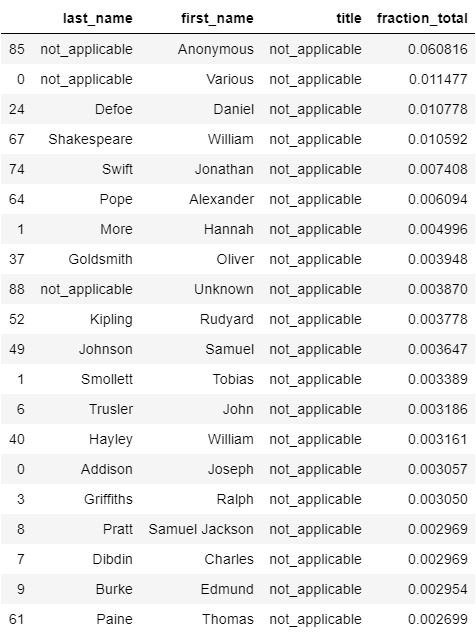 last_name first_name title fraction_total
85 not_applicable Anonymous not_applicable 0.060816
0 not_applicable Various not_applicable 0.011477
24 Defoe Daniel not_applicable 0.010778
67 Shakespeare William not_applicable 0.010592
74 Swift Jonathan not_applicable 0.007408
64 Pope Alexander not_applicable 0.006094
1 More Hannah not_applicable 0.004996
37 Goldsmith Oliver not_applicable 0.003948
88 not_applicable Unknown not_applicable 0.003870
52 Kipling Rudyard not_applicable 0.003778
49 Johnson Samuel not_applicable 0.003647
1 Smollett Tobias not_applicable 0.003389
6 Trusler John not_applicable 0.003186
40 Hayley William not_applicable 0.003161
0 Addison Joseph not_applicable 0.003057
3 Griffiths Ralph not_applicable 0.003050
8 Pratt Samuel Jackson not_applicable 0.002969
7 Dibdin Charles not_applicable 0.002969
9 Burke Edmund not_applicable 0.002954
61 Paine Thomas not_applicable 0.002699